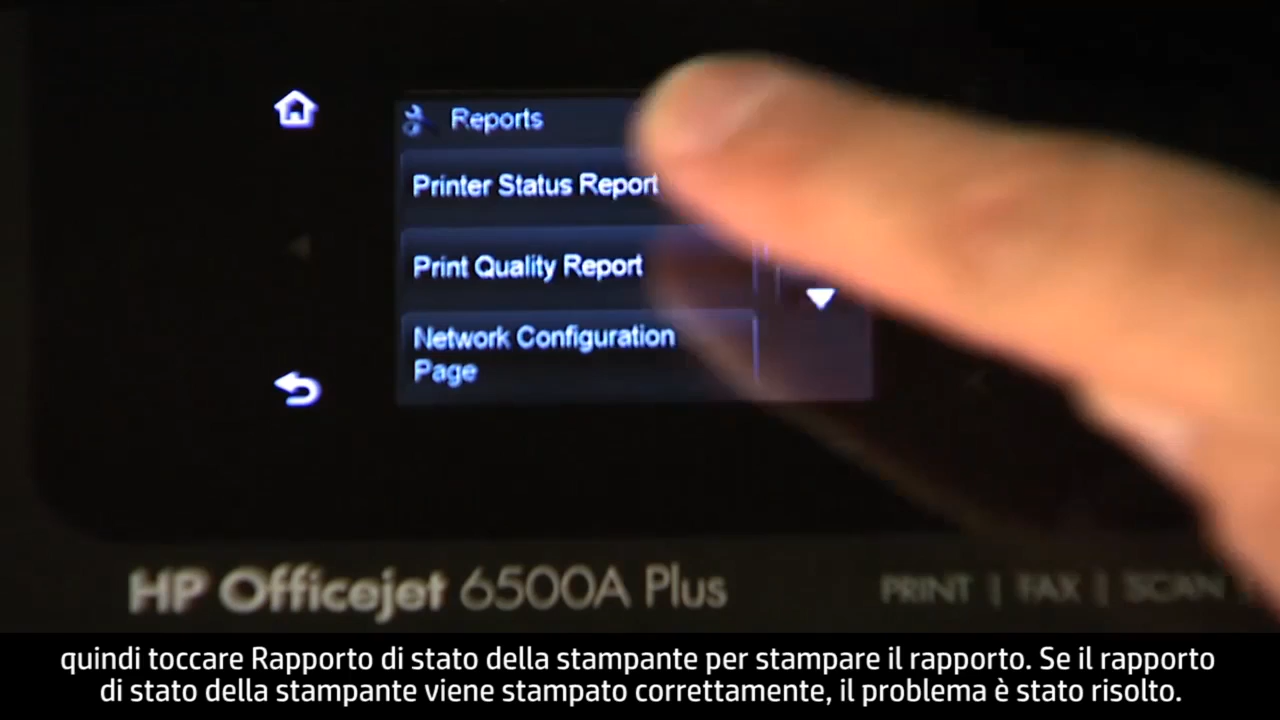 Reports
Printer Status Report
Print Quality Report
Network Configuration
Page
HP Officejet 6500A Plus
PRINT | FAX | SCAN
quindi toccare Rapporto di stato della stampante per stampare il rapporto. Se il rapporto
di stato della stampante viene stampato correttamente, il problema è stato risolto.